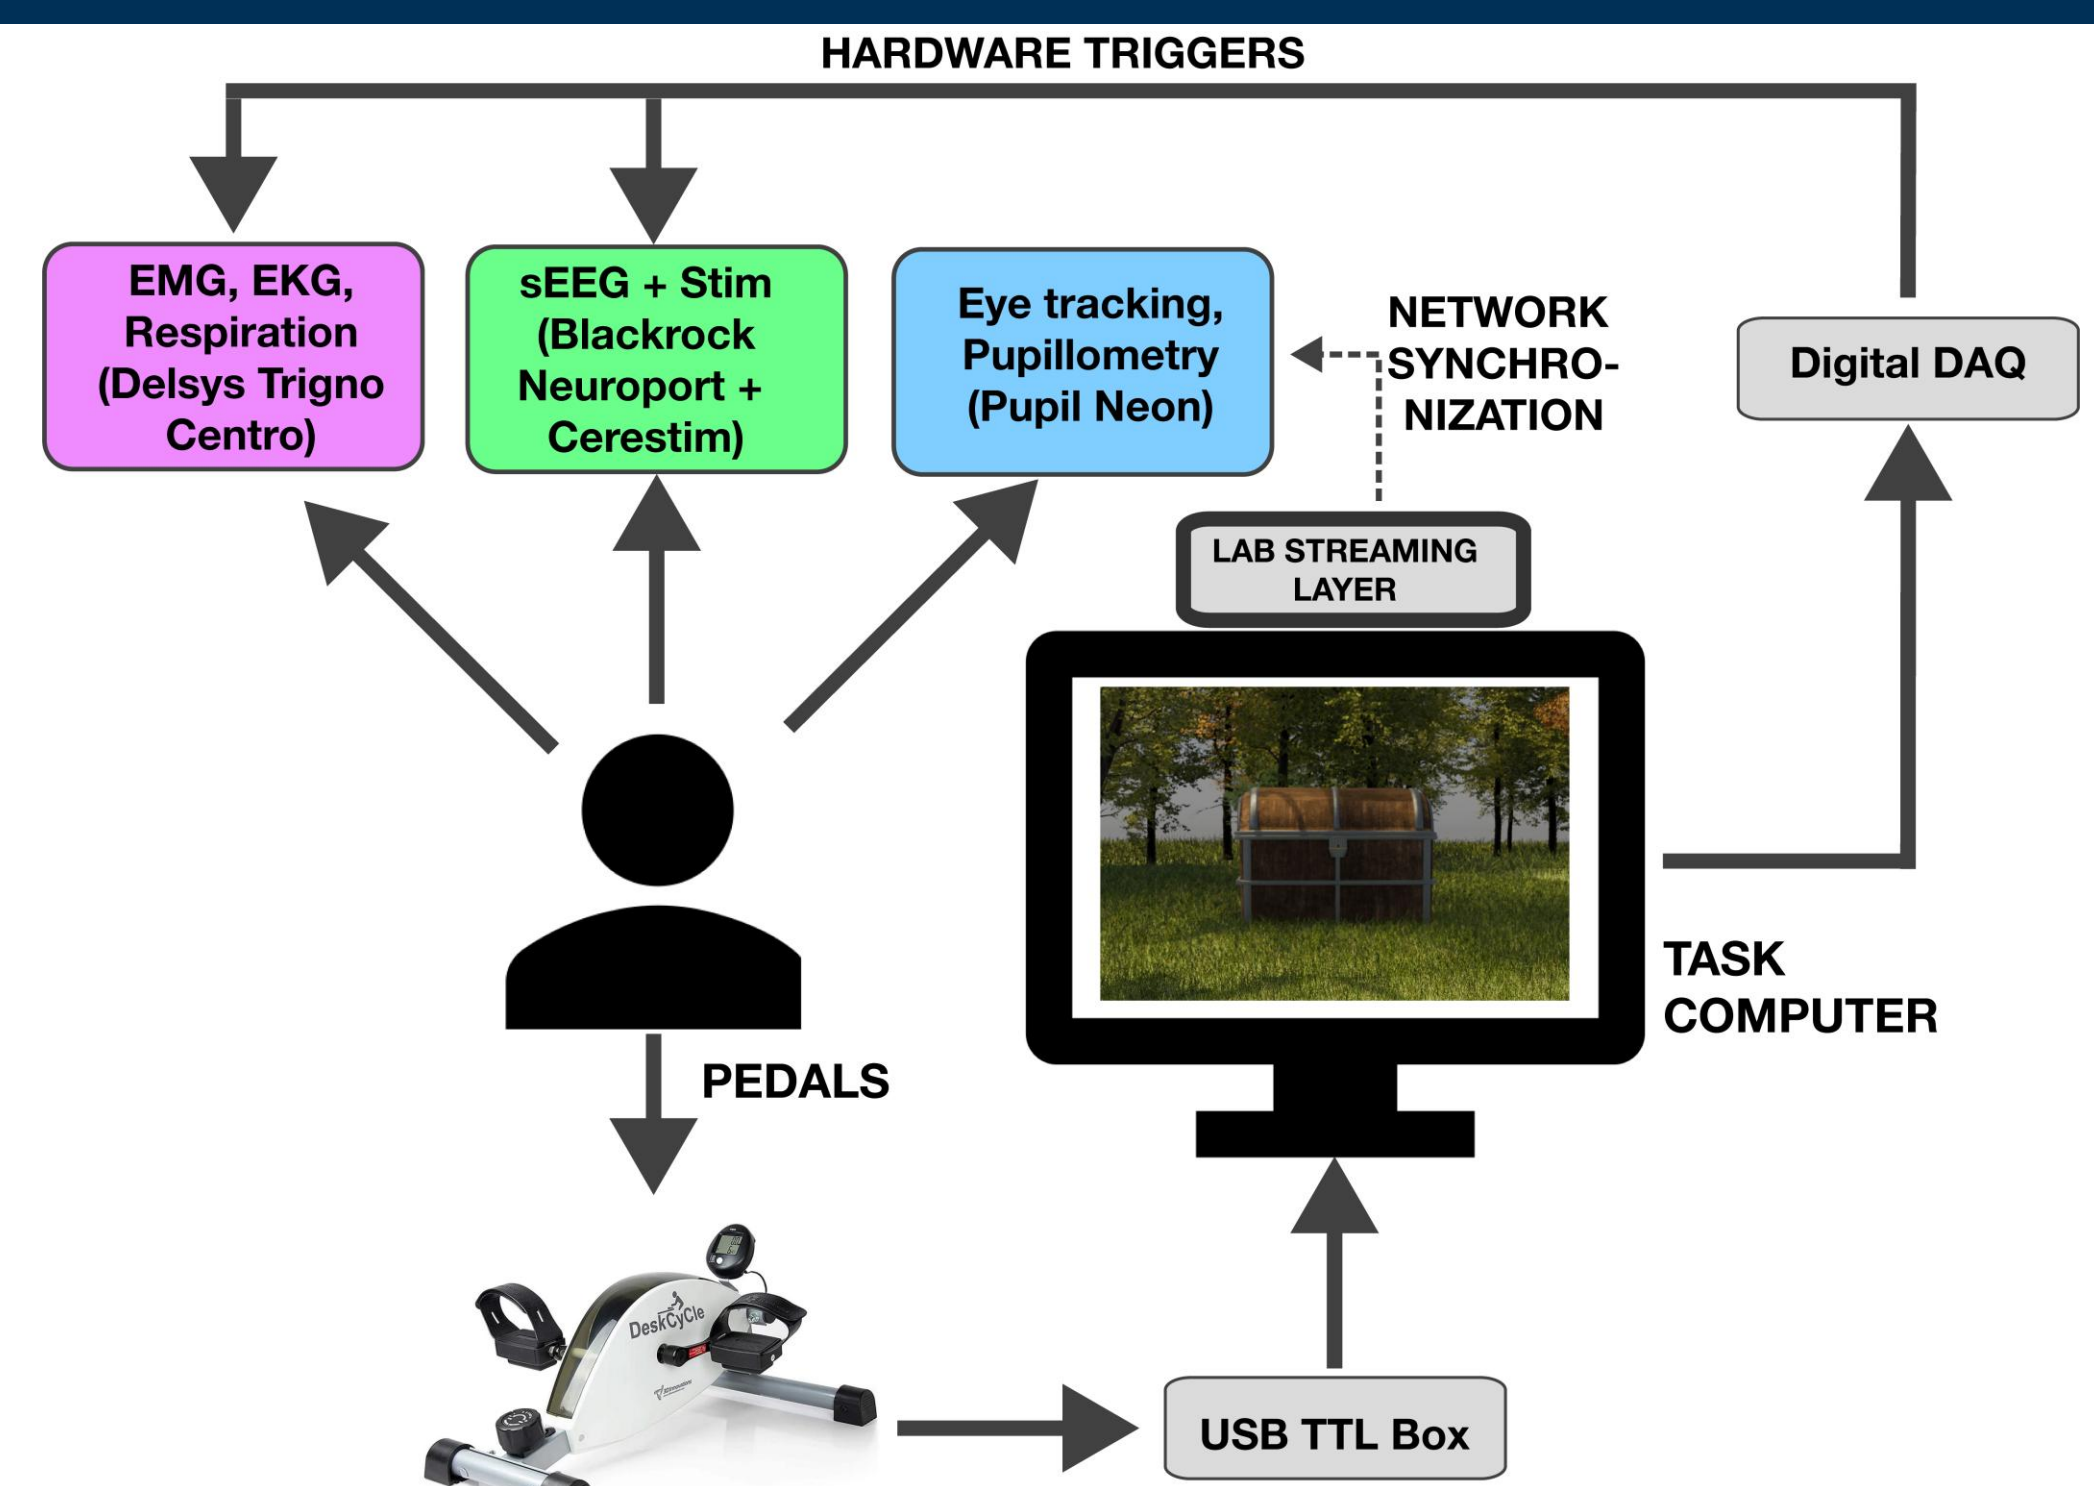 HARDWARE TRIGGERS
EMG, EKG,
Respiration
(Delsys Trigno
Centro)
sEEG + Stim
(Blackrock
Neuroport +
Cerestim)
Eye tracking,
Pupillometry
(Pupil Neon)
NETWORK
SYNCHRO-
NIZATION
Digital DAQ
LAB STREAMING
LAYER
TASK
COMPUTER
PEDALS
DeskCyCle
USB TTL Box